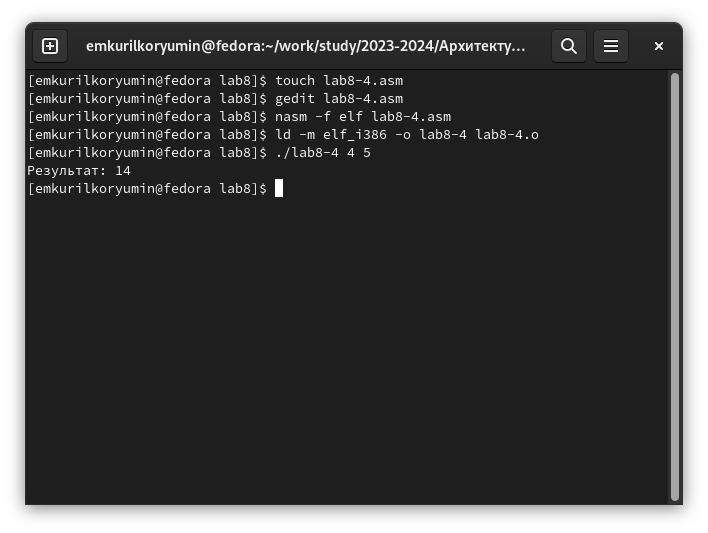 emkurilkoryumin@fedora:~/work/study/2023-2024/Архитекту...
[emkurilkoryumin@fedora lab8]$ touch lab8-4.asm
[emkurilkoryumin@fedora lab8]$ gedit lab8-4.asm
[emkurilkoryumin@fedora lab8]$ nasm -f elf lab8-4.asm
[emkurilkoryumin@fedora lab8]$ ld -m elf_i386 -o lab8-4 lab8-4.o
[emkurilkoryumin@fedora lab8]$ ./lab8-4 4 5
Результат: 14
[emkurilkoryumin@fedora lab8]$